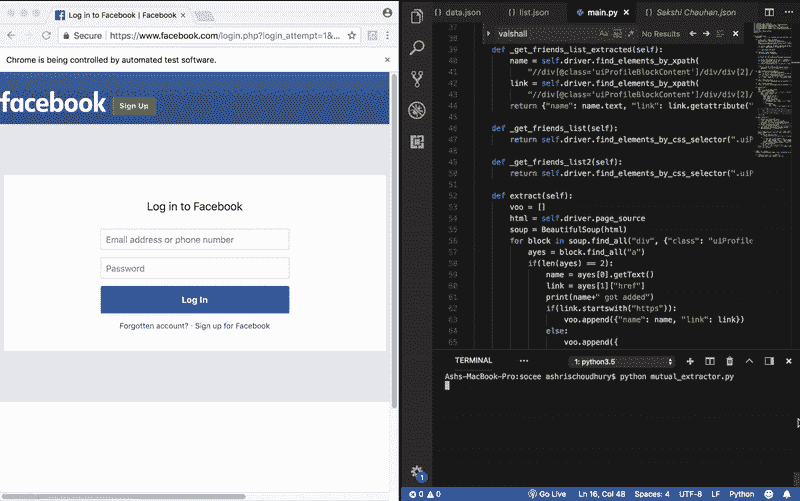 Log in to Facebook | Facebook
Secure https://www.facebook.com/login.php?login_attempt=1&...
Chrome is being controlled by automated test software.
facebook Sign Up
Log in to Facebook
Email address or phone number
Password
Log In
Forgotten account? · Sign up for Facebook
{} data.json {} list.json main.py {} Sakshi Chauhan.json
vaishali Aa No Results
37
38
39 def _get_friends_list_extracted(self):
40 name = self.driver.find_elements_by_xpath(
41 "//div[@class='uiProfileBlockContent']/div/div[2]/
42 link = self.driver.find_elements_by_xpath(
43 "//div[@class='uiProfileBlockContent']/div/div[2]/
44 return {"name": name.text, "link": link.getattribute("
45
46 def _get_friends_list(self):
47 return self.driver.find_elements_by_css_selector(".uiP
48
49 def _get_friends_list2(self):
50 return self.driver.find_elements_by_css_selector(".uiP
51
52 def extract(self):
53 voo = []
54 html = self.driver.page_source
55 soup = BeautifulSoup(html)
56 for block in soup.find_all("div", {"class": "uiProfile
57 ayes = block.find_all("a")
58 if(len(ayes) == 2):
59 name = ayes[0].getText()
60 link = ayes[1]["href"]
61 print(name+" got added")
62 if(link.startswith("https")):
63 voo.append({"name": name, "link": link})
64 else:
65 voo.append({
TERMINAL ... 1: python3.5
Ashs-MacBook-Pro:socee ashrischoudhury$ python mutual_extractor.py
1
0 0 Go Live Ln 16, Col 48 Spaces: 4 UTF-8 LF Python